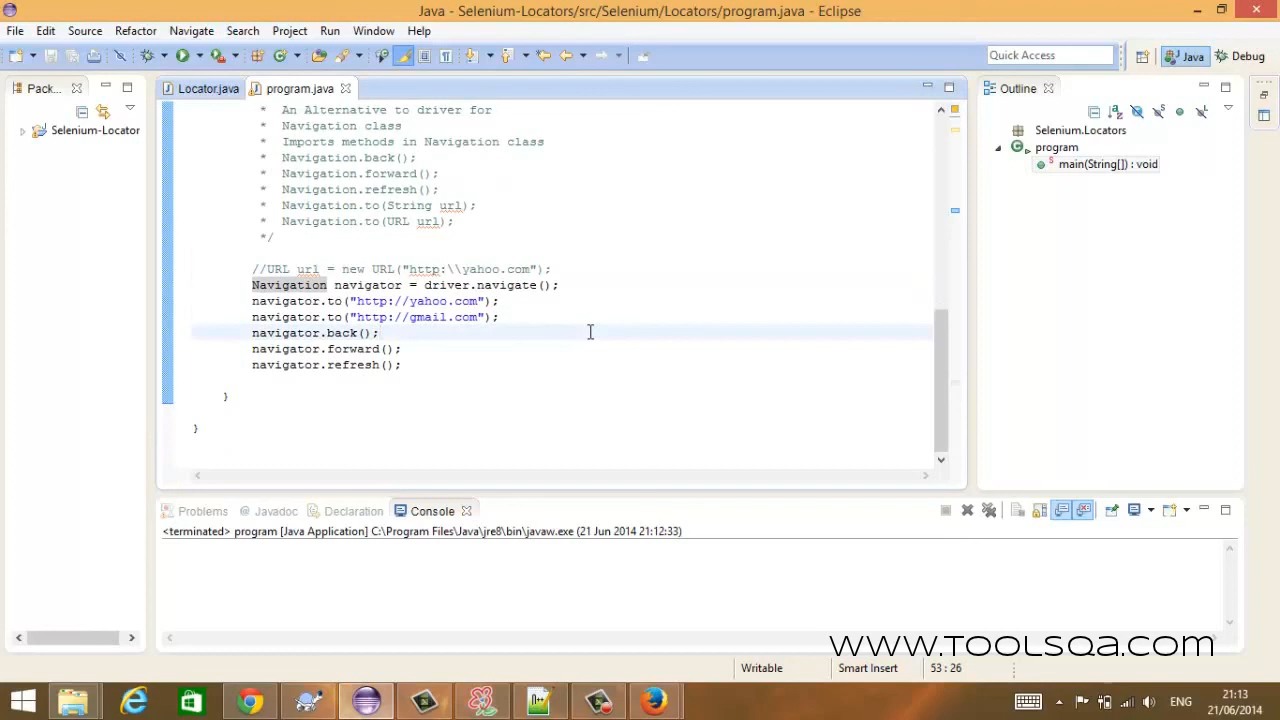 Java - Selenium-Locators/src/Selenium/Locators/program.java - Eclipse
File Edit Source Refactor Navigate Search Project Run Window Help
Quick Access Java Debug
Pack... Locator.java program.java Outline
* An Alternative to driver for
* Navigation class
* Imports methods in Navigation class
* Navigation.back();
* Navigation.forward();
* Navigation.refresh();
* Navigation.to(String url);
* Navigation.to(URL url);
*/
//URL url = new URL("http:\\yahoo.com");
Navigation navigator = driver.navigate();
navigator.to("http://yahoo.com");
navigator.to("http://gmail.com");
navigator.back();
navigator.forward();
navigator.refresh();
}
}
Selenium-Locator
Selenium.Locators
program
main(String[]) : void
Problems @ Javadoc Declaration Console
<terminated> program [Java Application] C:\Program Files\Java\jre8\bin\javaw.exe (21 Jun 2014 21:12:33)
www.TOOLSQA.com
Writable Smart Insert 53 : 26
ENG 21:13
21/06/2014